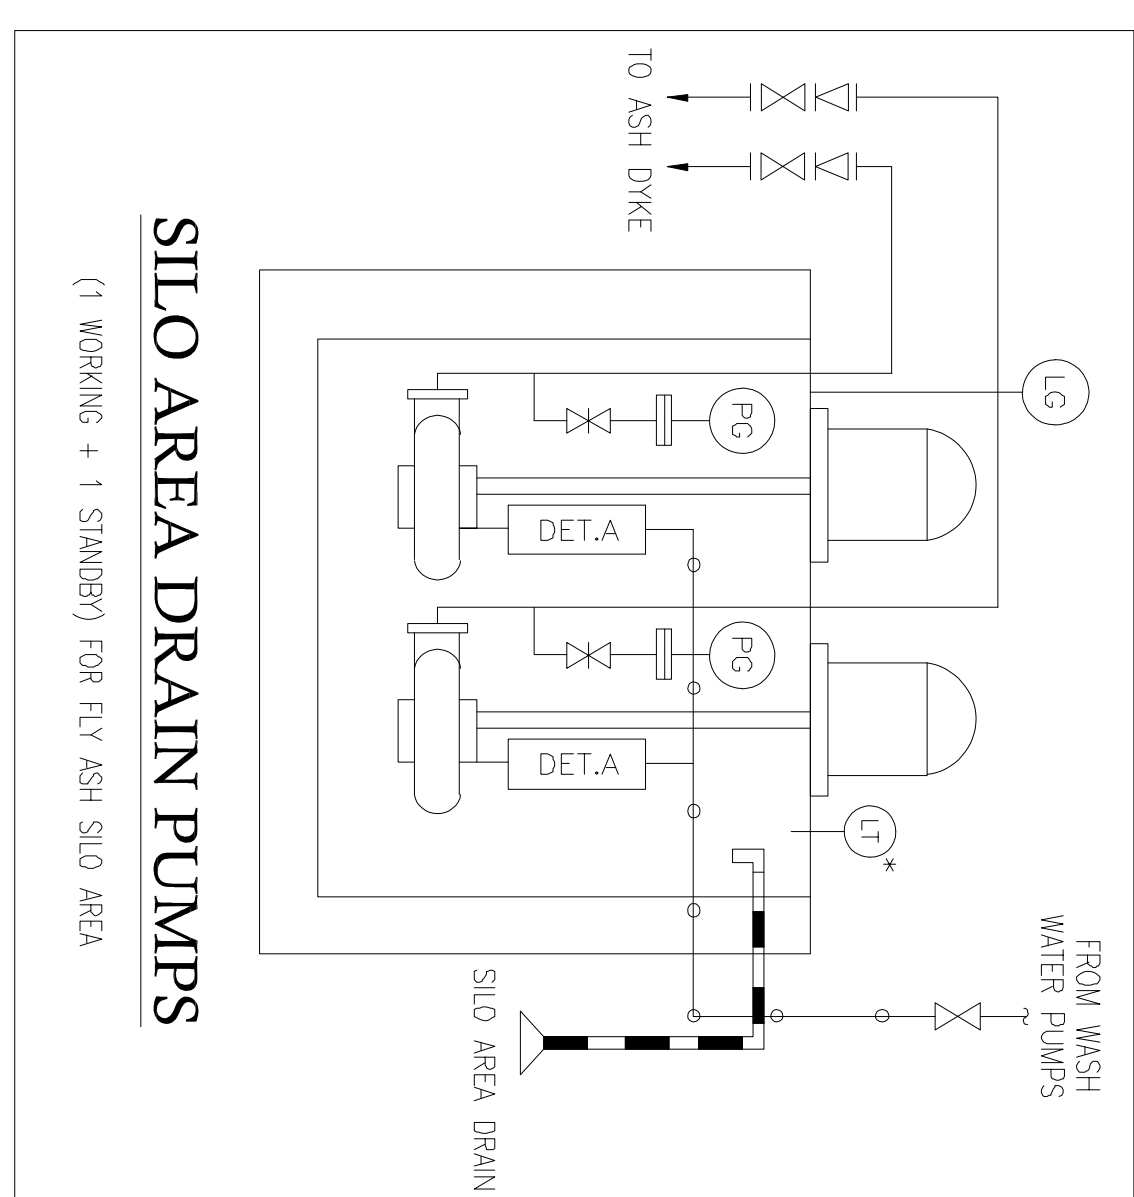 TO ASH DYKE
LG
PG
DET.A
PG
DET.A
LT
*
FROM WASH
WATER PUMPS
SILO AREA DRAIN
SILO AREA DRAIN PUMPS
(1 WORKING + 1 STANDBY) FOR FLY ASH SILO AREA